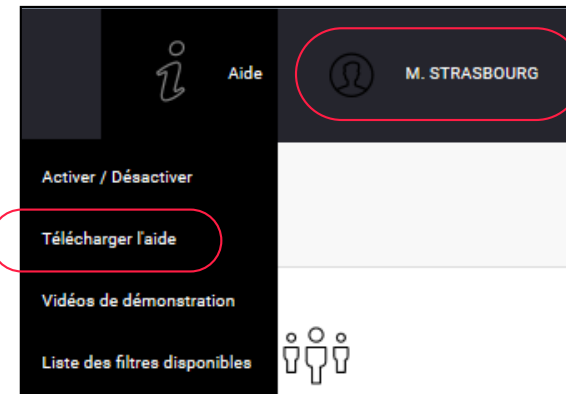 Aide
M. STRASBOURG
Activer / Désactiver
Télécharger l'aide
Vidéos de démonstration
Liste des filtres disponibles